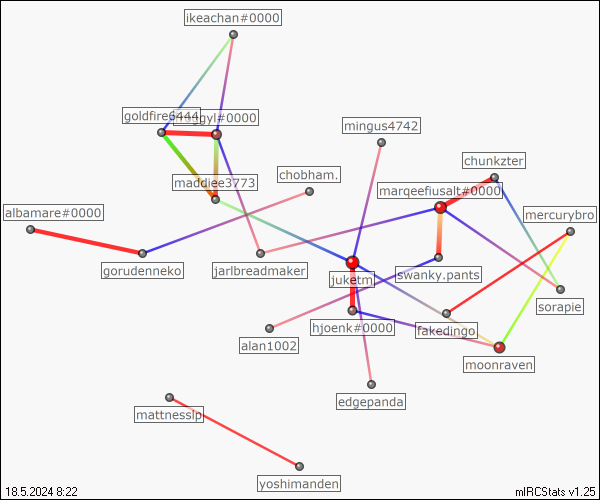 ikeachan#0000
goldfire6444
gyl#0000
mingus4742
chunkzter
maddiee3773
chobham.
marqeefiusalt#0000
albamare#0000
mercurybro
gorudenneko
jarlbreadmaker
juketm
swanky.pants
sorapie
hjoenk#0000
fakedingo
alan1002
moonraven
edgepanda
mattnesslp
yoshimanden
18.5.2024 8:22
mIRCStats v1.25